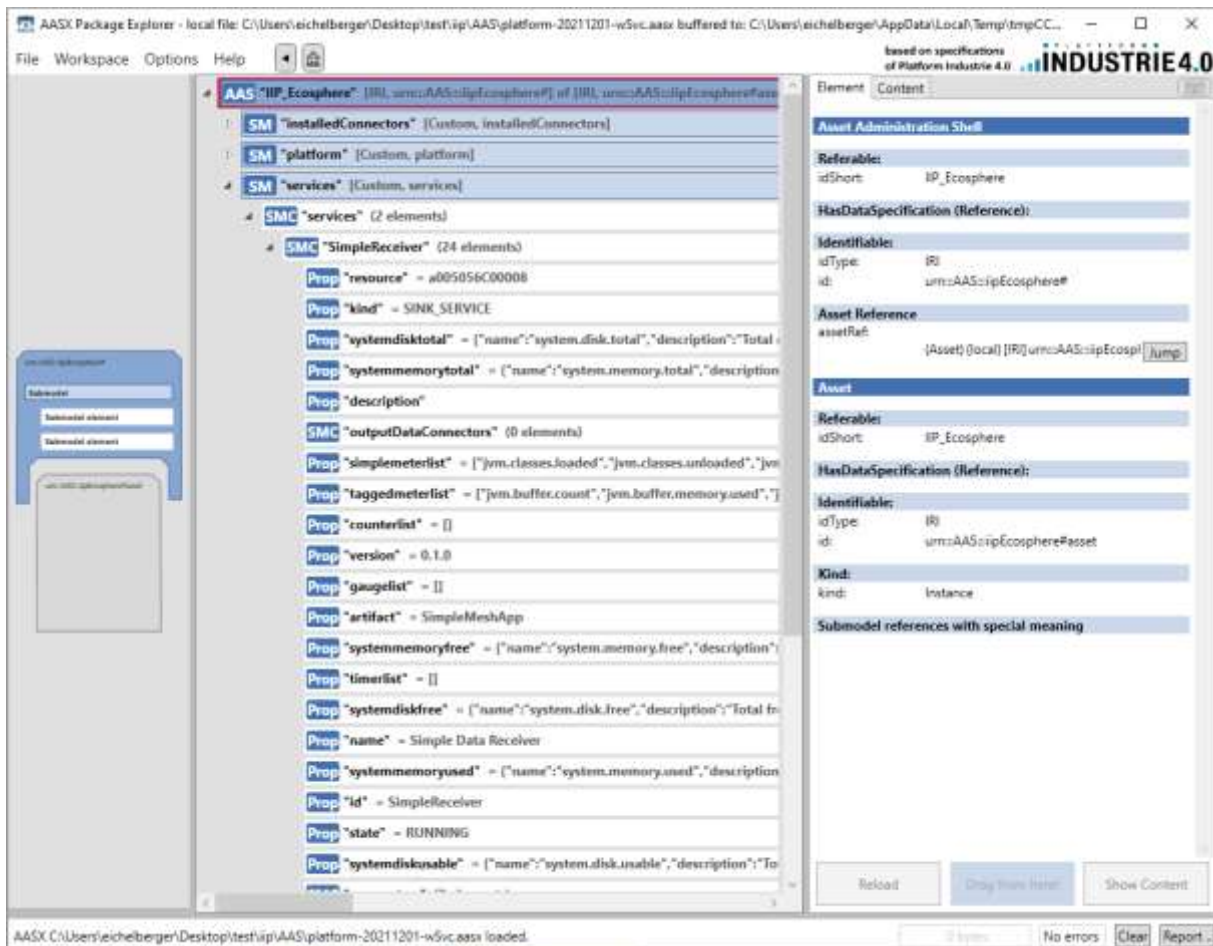 AASX Package Explorer - local file: C:\Users\eichelberger\Desktop\test\iip\AAS\platform-20211201-wSvc.aasx buffered to: C:\Users\eichelberger\AppData\Local\Temp\tmpCC...
File Workspace Options Help
based on specifications
of Platform Industrie 4.0
INDUSTRIE4.0
AAS "IIP_Ecosphere" [IRI, urn::AAS::iipEcosphere#] of [IRI, urn::AAS::iipEcosphere#asse
SM "installedConnectors" [Custom, installedConnectors]
SM "platform" [Custom, platform]
SM "services" [Custom, services]
SMC "services" (2 elements)
SMC "SimpleReceiver" (24 elements)
Prop "resource" = a005056C00008
Prop "kind" = SINK_SERVICE
Prop "systemdisktotal" = {"name":"system.disk.total","description":"Total
Prop "systemmemorytotal" = {"name":"system.memory.total","description
Prop "description"
SMC "outputDataConnectors" (0 elements)
Prop "simplemeterlist" = ["jvm.classes.loaded","jvm.classes.unloaded","jvm
Prop "taggedmeterlist" = ["jvm.buffer.count","jvm.buffer.memory.used","j
Prop "counterlist" = []
Prop "version" = 0.1.0
Prop "gaugelist" = []
Prop "artifact" = SimpleMeshApp
Prop "systemmemoryfree" = {"name":"system.memory.free","description":
Prop "timerlist" = []
Prop "systemdiskfree" = {"name":"system.disk.free","description":"Total fr
Prop "name" = Simple Data Receiver
Prop "systemmemoryused" = {"name":"system.memory.used","description
Prop "id" = SimpleReceiver
Prop "state" = RUNNING
Prop "systemdiskusable" = {"name":"system.disk.usable","description":"To
Submodel
Submodel element
Submodel element
Element Content
Asset Administration Shell
Referable:
idShort: IIP_Ecosphere
HasDataSpecification (Reference):
Identifiable:
idType: IRI
id: urn::AAS::iipEcosphere#
Asset Reference
assetRef:
(Asset) (local) [IRI] urn::AAS::iipEcosp Jump
Asset
Referable:
idShort: IIP_Ecosphere
HasDataSpecification (Reference):
Identifiable:
idType: IRI
id: urn::AAS::iipEcosphere#asset
Kind:
kind: Instance
Submodel references with special meaning
Reload Drag from here! Show Content
AASX C:\Users\eichelberger\Desktop\test\iip\AAS\platform-20211201-wSvc.aasx loaded.
0 bytes No errors Clear Report..